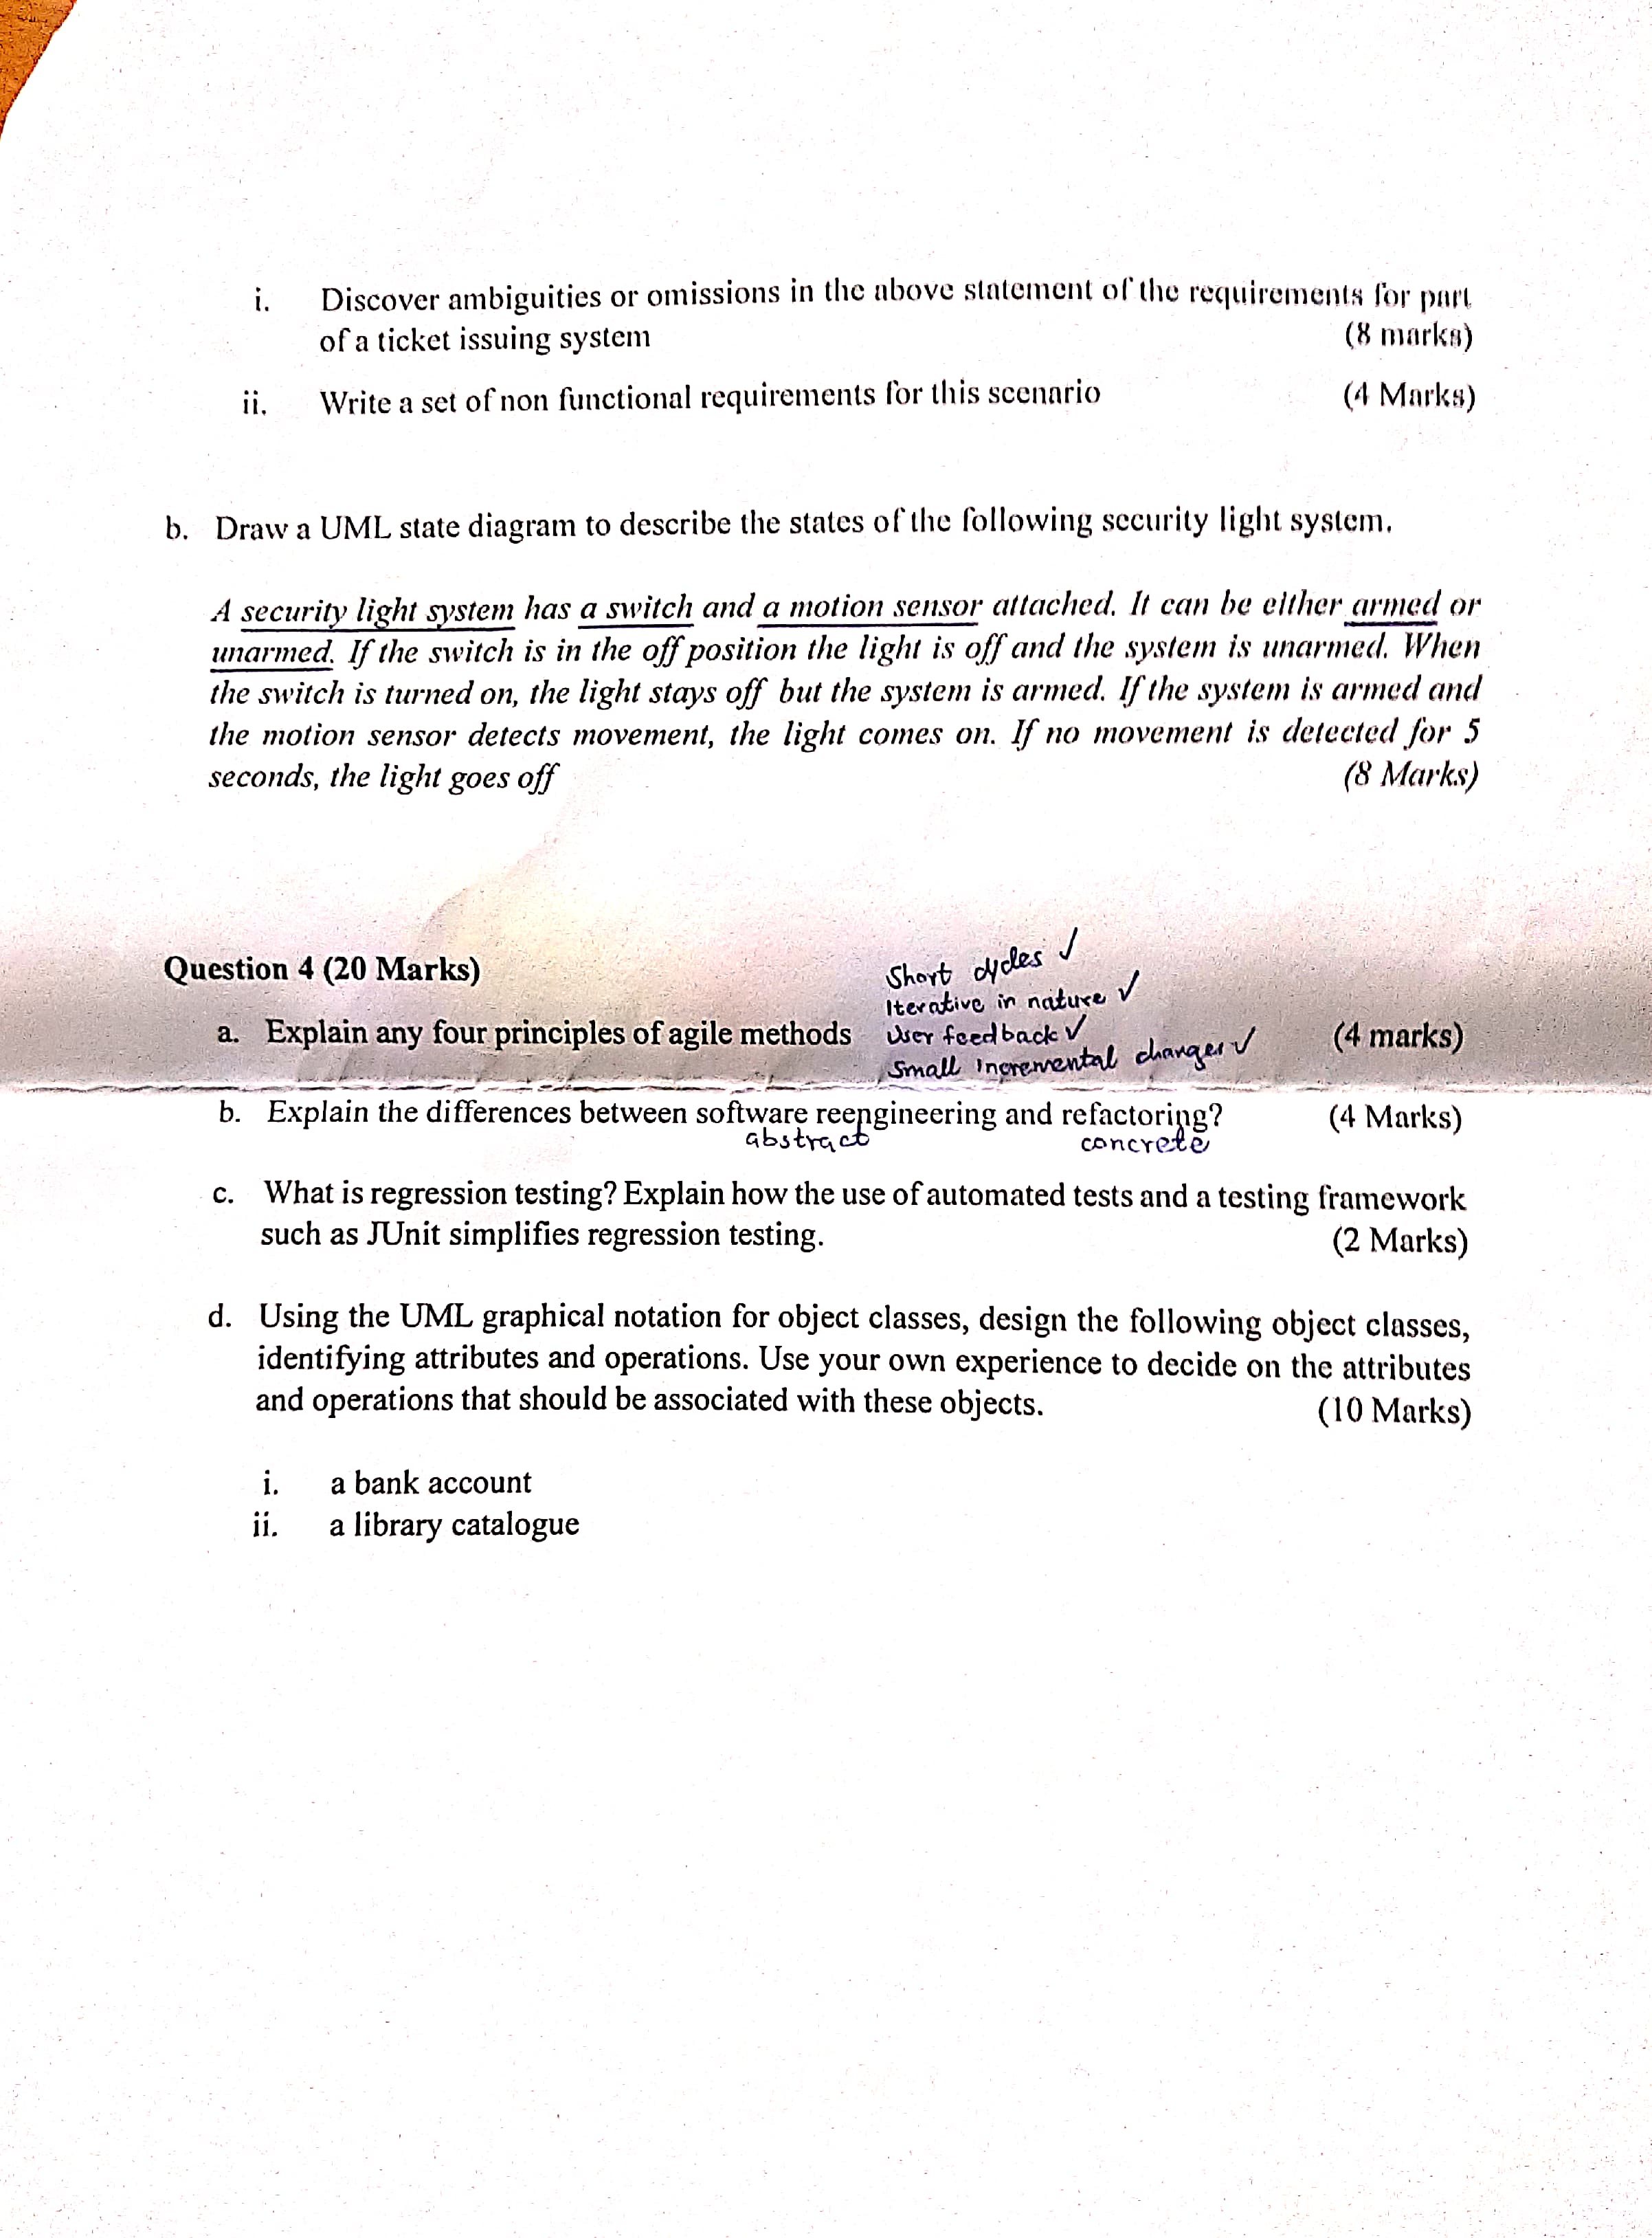 i. Discover ambiguities or omissions in the above statement of the requirements for part
of a ticket issuing system (8 marks)
ii. Write a set of non functional requirements for this scenario (4 Marks)
b. Draw a UML state diagram to describe the states of the following security light system.
A security light system has a switch and a motion sensor attached. It can be either armed or
unarmed. If the switch is in the off position the light is off and the system is unarmed. When
the switch is turned on, the light stays off but the system is armed. If the system is armed and
the motion sensor detects movement, the light comes on. If no movement is detected for 5
seconds, the light goes off (8 Marks)
Short cycles ✓
Question 4 (20 Marks)
Iterative in nature ✓
a. Explain any four principles of agile methods User feedback ✓ (4 marks)
Small Incremental changes ✓
b. Explain the differences between software reengineering and refactoring? (4 Marks)
abstract concrete
c. What is regression testing? Explain how the use of automated tests and a testing framework
such as JUnit simplifies regression testing. (2 Marks)
d. Using the UML graphical notation for object classes, design the following object classes,
identifying attributes and operations. Use your own experience to decide on the attributes
and operations that should be associated with these objects. (10 Marks)
i. a bank account
ii. a library catalogue